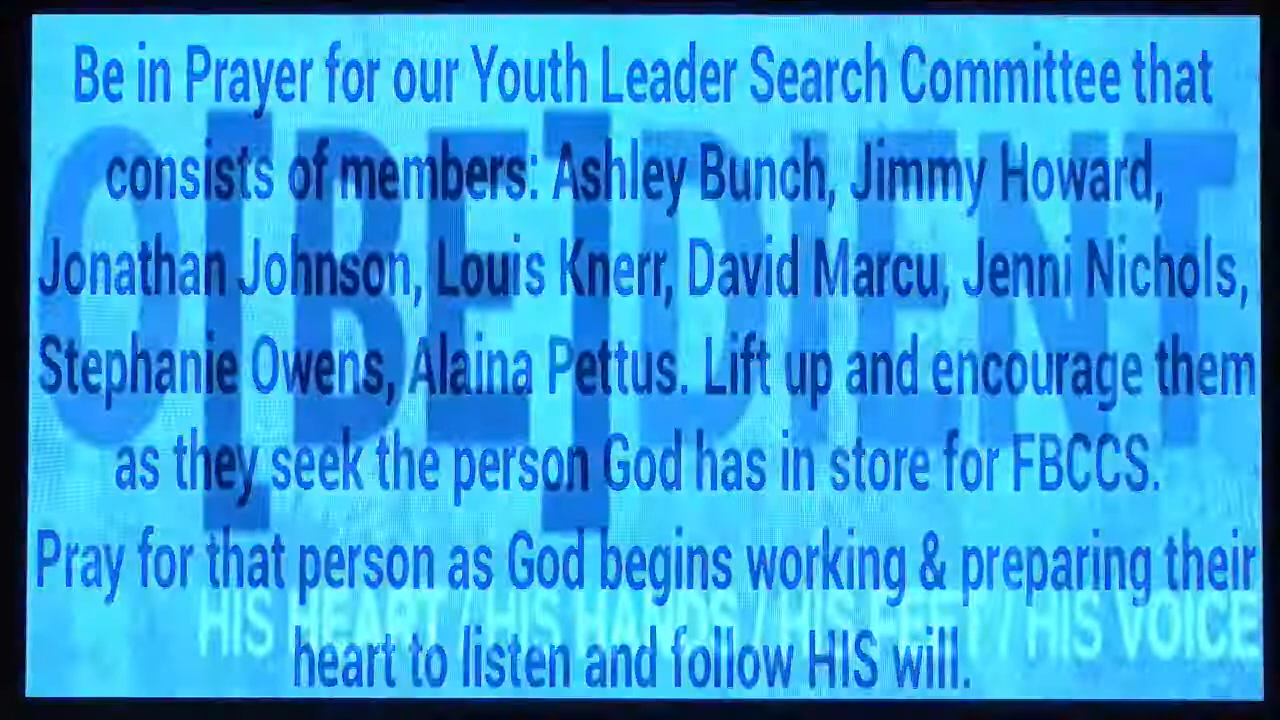 Be in Prayer for our Youth Leader Search Committee that
consists of members: Ashley Bunch, Jimmy Howard,
Jonathan Johnson, Louis Knerr, David Marcu, Jenni Nichols,
Stephanie Owens, Alaina Pettus. Lift up and encourage them
as they seek the person God has in store for FBCCS.
Pray for that person as God begins working & preparing their
heart to listen and follow HIS will.
O[BE]DIENT
HIS HEART / HIS HANDS / HIS FEET / HIS VOICE